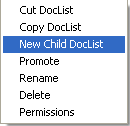 Cut DocList
Copy DocList
New Child DocList
Promote
Rename
Delete
Permissions